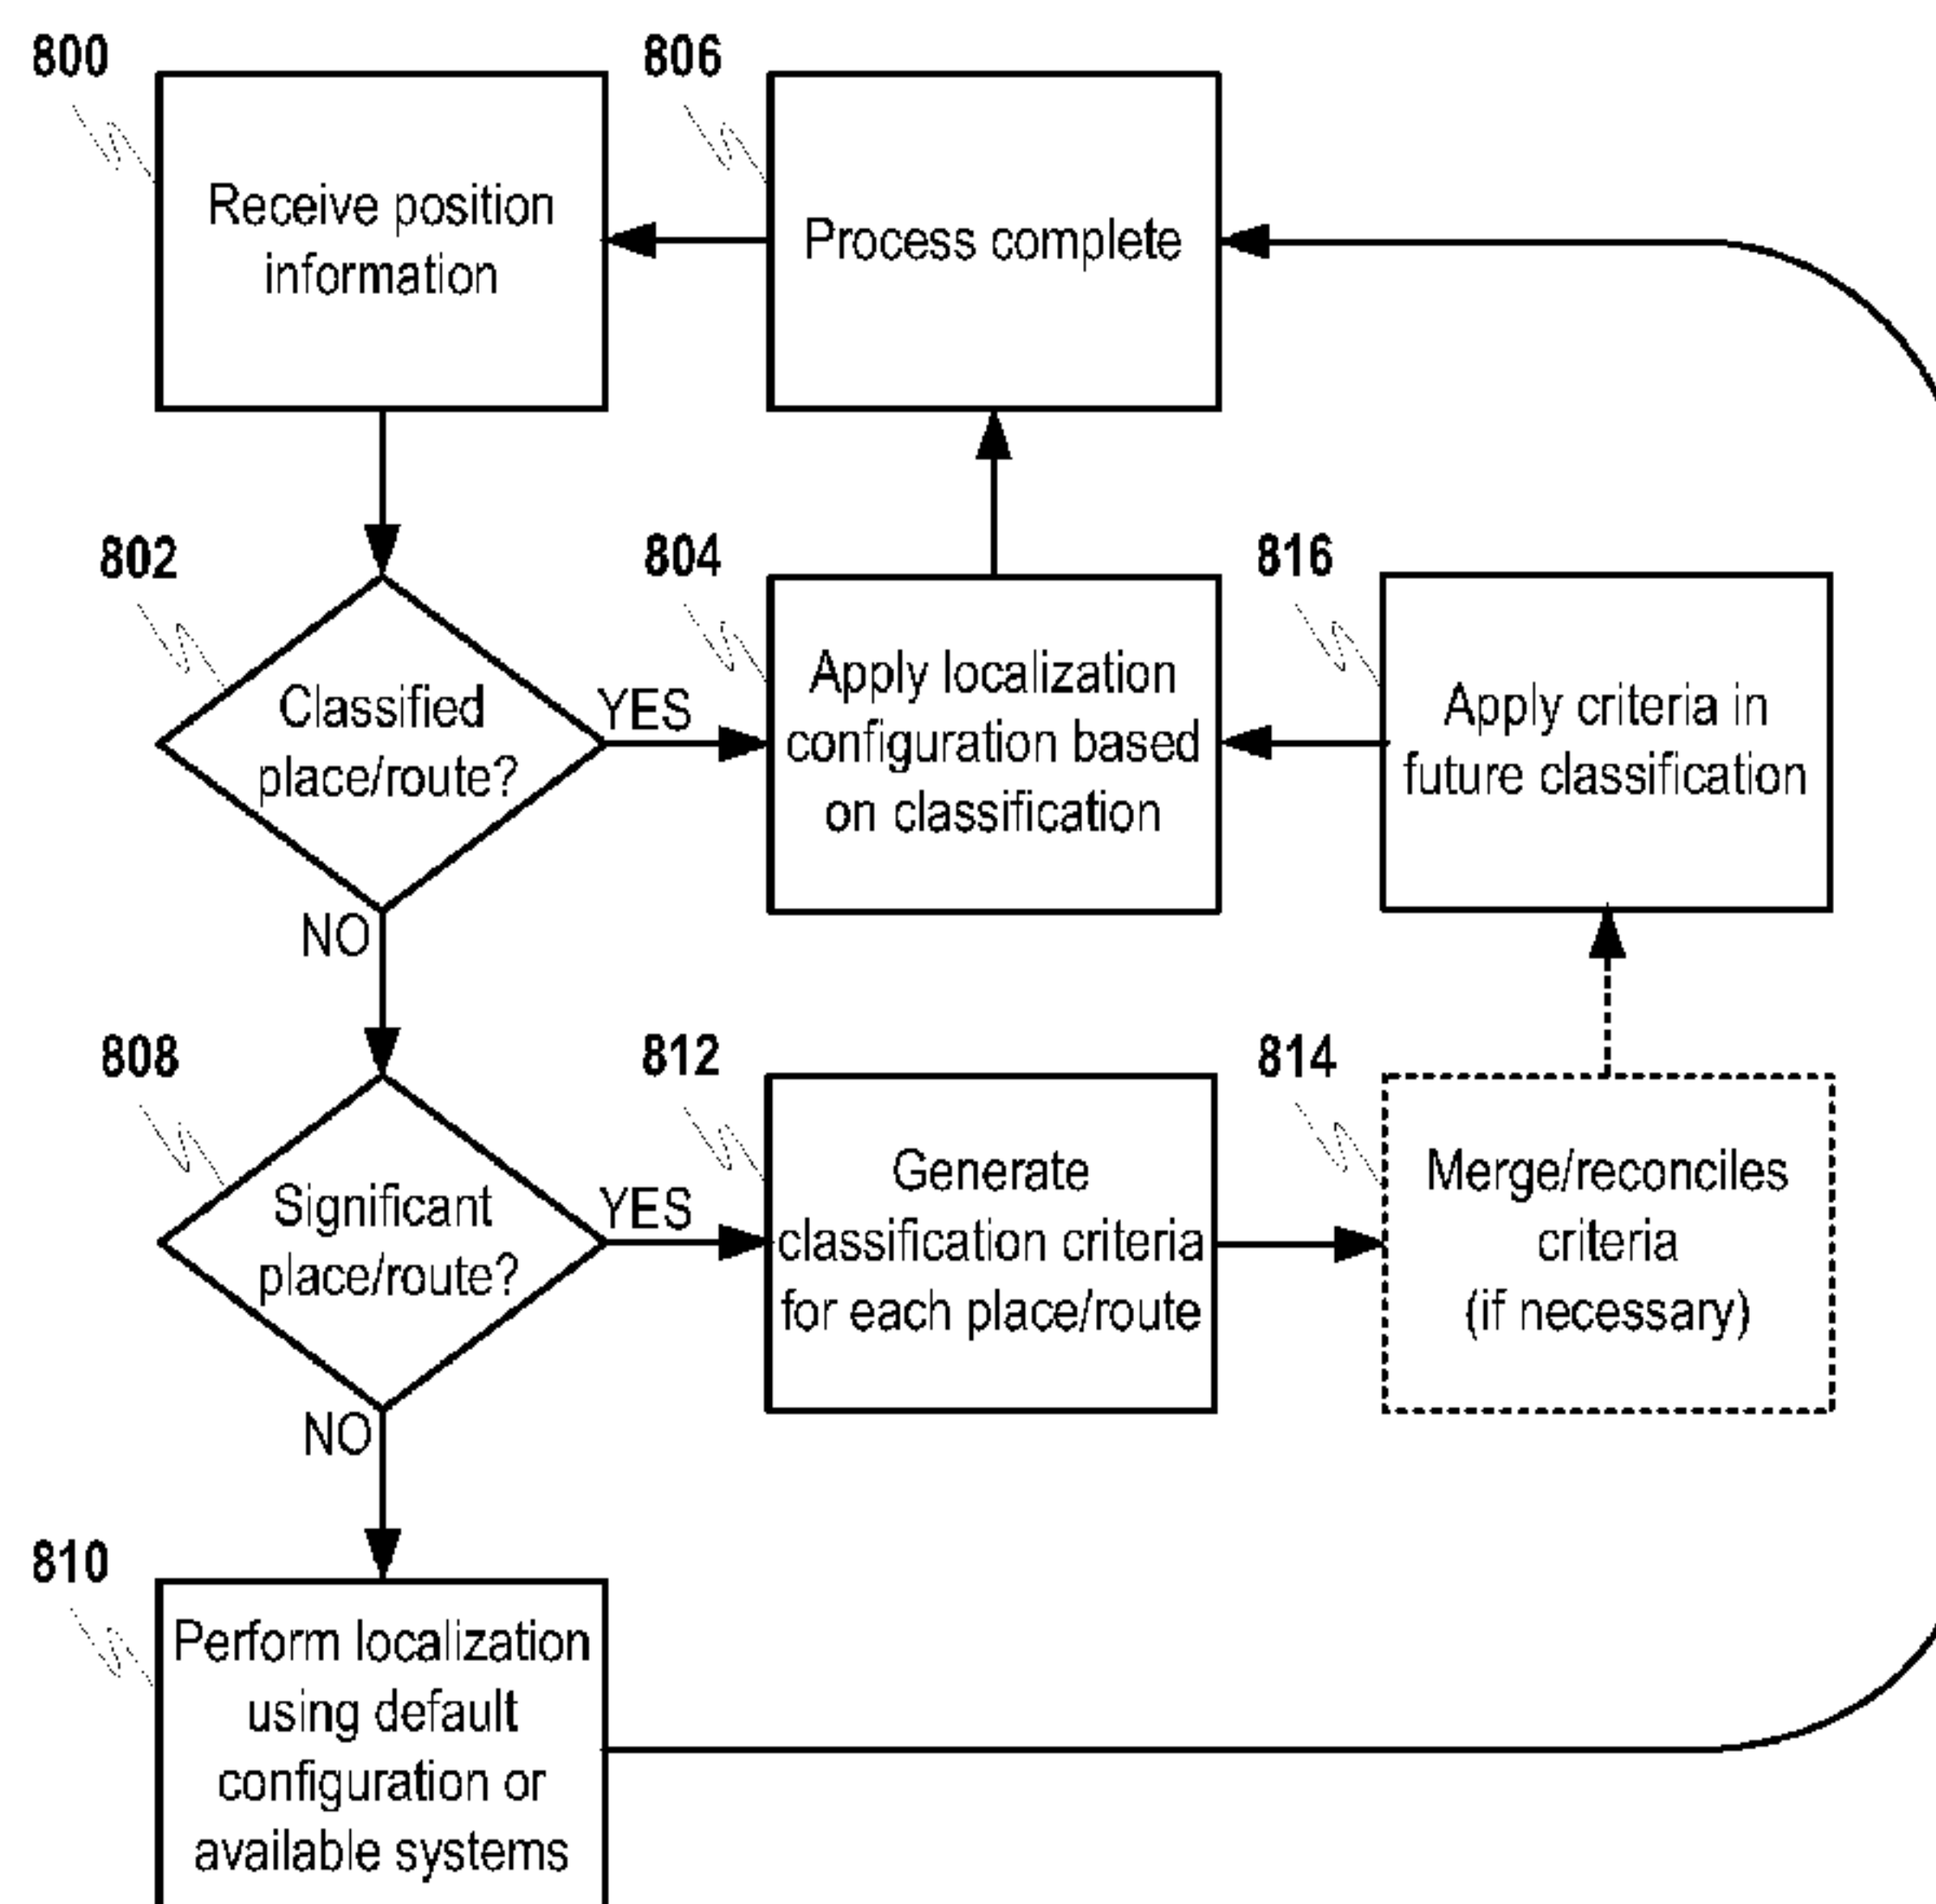 800
Receive position
information
806
Process complete
802
Classified
place/route?
YES
NO
804
Apply localization
configuration based
on classification
816
Apply criteria in
future classification
808
Significant
place/route?
YES
NO
812
Generate
classification criteria
for each place/route
814
Merge/reconciles
criteria
(if necessary)
810
Perform localization
using default
configuration or
available systems